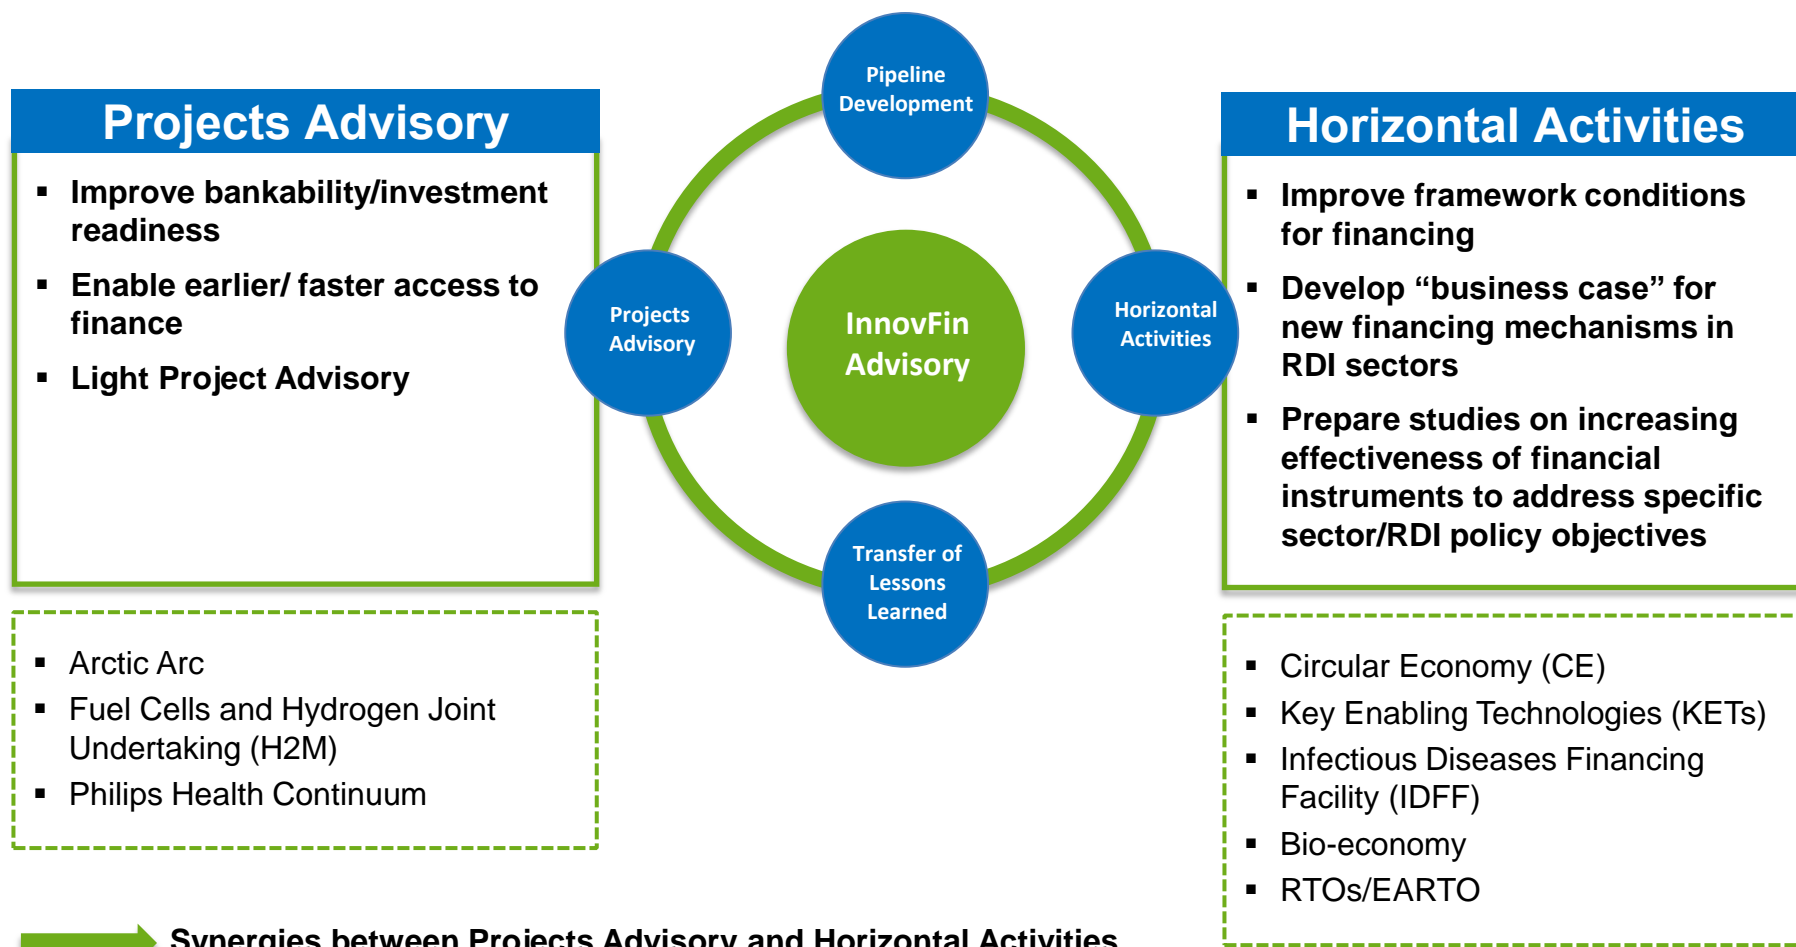 Projects Advisory
▪ Improve bankability/investment
readiness
▪ Enable earlier/ faster access to
finance
▪ Light Project Advisory
▪ Arctic Arc
▪ Fuel Cells and Hydrogen Joint
Undertaking (H2M)
▪ Philips Health Continuum
Pipeline
Development
Projects
Advisory
InnovFin
Advisory
Horizontal
Activities
Transfer of
Lessons
Learned
Horizontal Activities
▪ Improve framework conditions
for financing
▪ Develop “business case” for
new financing mechanisms in
RDI sectors
▪ Prepare studies on increasing
effectiveness of financial
instruments to address specific
sector/RDI policy objectives
▪ Circular Economy (CE)
▪ Key Enabling Technologies (KETs)
▪ Infectious Diseases Financing
Facility (IDFF)
▪ Bio-economy
▪ RTOs/EARTO
Synergies between Projects Advisory and Horizontal Activities